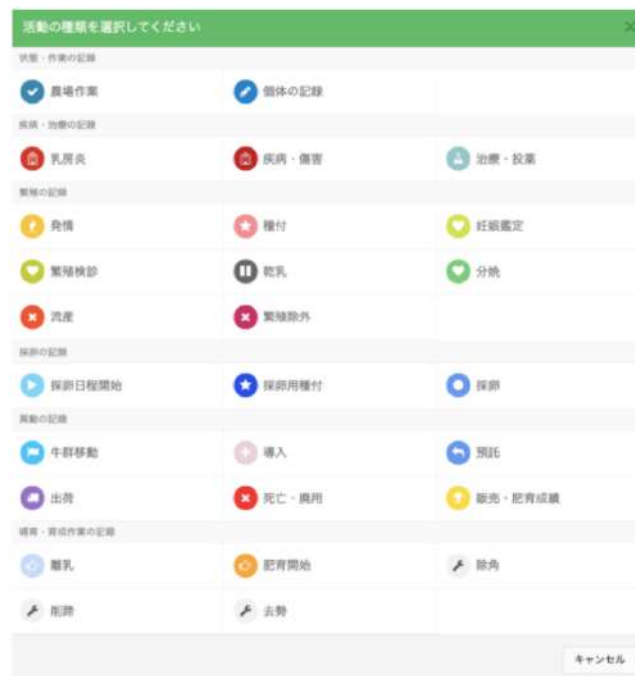 活動の種類を選択してください
状態・作業の記録
農場作業 個体の記録
疾病・治療の記録
乳房炎 疾病・傷害 治療・投薬
繁殖の記録
発情 種付 妊娠鑑定
繁殖検診 乾乳 分娩
流産 繁殖除外
採卵の記録
採卵日程開始 採卵用種付 採卵
異動の記録
牛群移動 導入 預託
出荷 死亡・廃用 販売・肥育成績
哺育・育成作業の記録
離乳 肥育開始 除角
削蹄 去勢
キャンセル